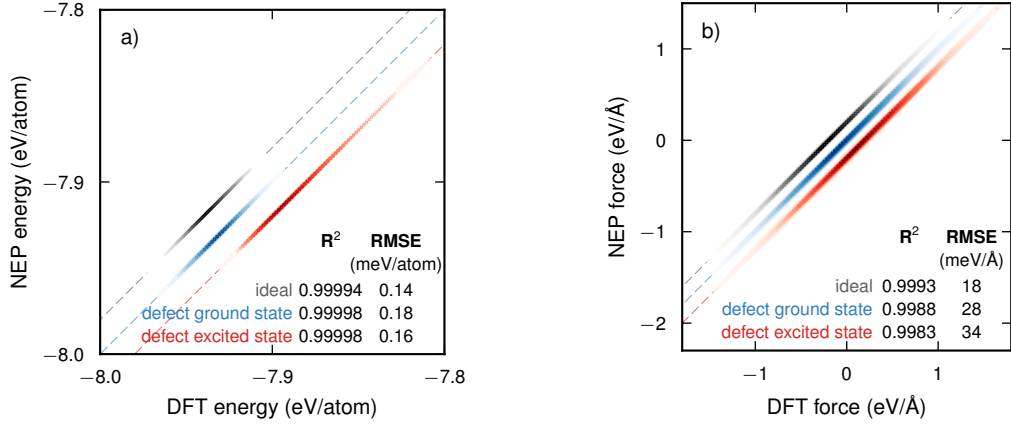 a)
NEP energy (eV/atom)
−7.8
−7.9
−8.0
R² RMSE
(meV/atom)
ideal 0.99994 0.14
defect ground state 0.99998 0.18
defect excited state 0.99998 0.16
−8.0 −7.9 −7.8
DFT energy (eV/atom)
b)
NEP force (eV/Å)
1
0
−1
−2
R² RMSE
(meV/Å)
ideal 0.9993 18
defect ground state 0.9988 28
defect excited state 0.9983 34
−1 0 1
DFT force (eV/Å)